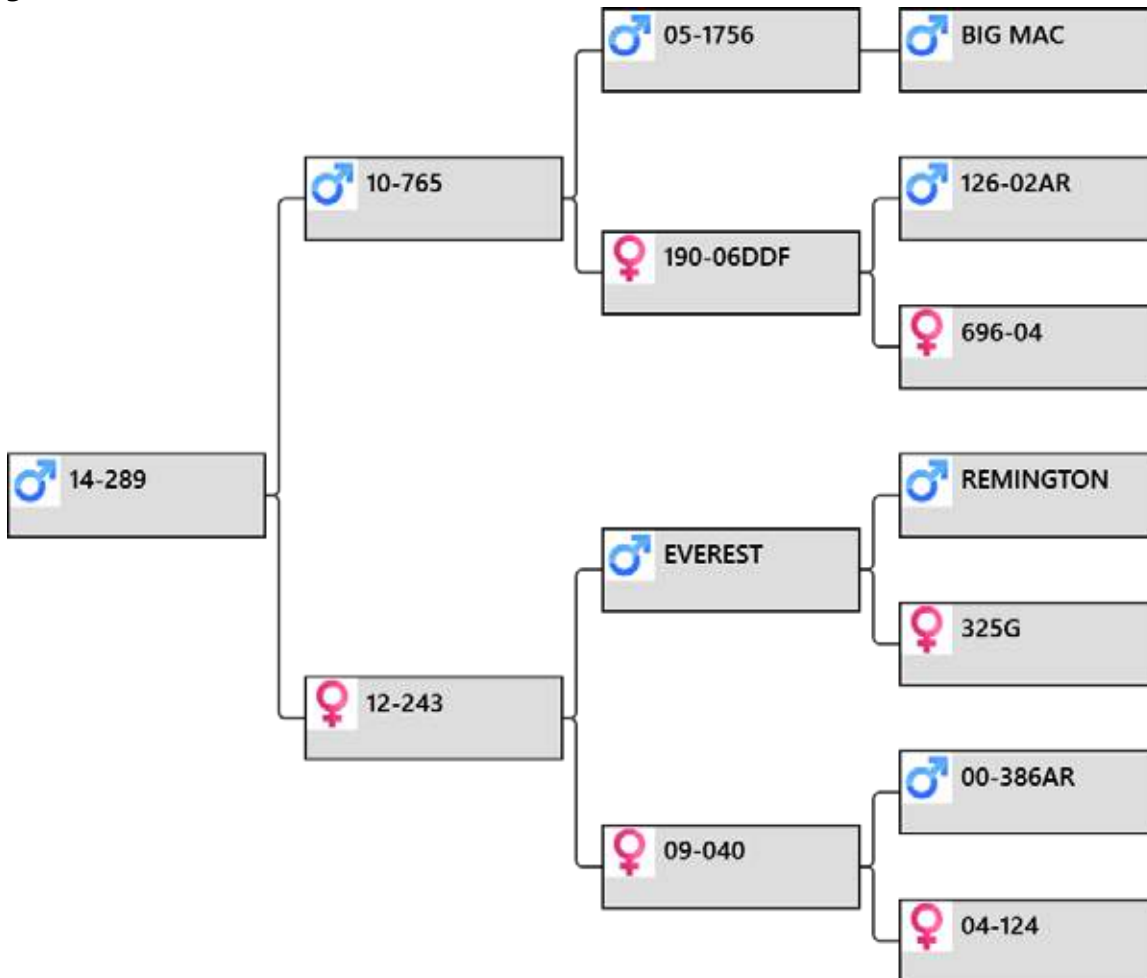 05-1756
BIG MAC
10-765
126-02AR
190-06DDF
696-04
14-289
REMINGTON
EVEREST
325G
12-243
00-386AR
09-040
04-124